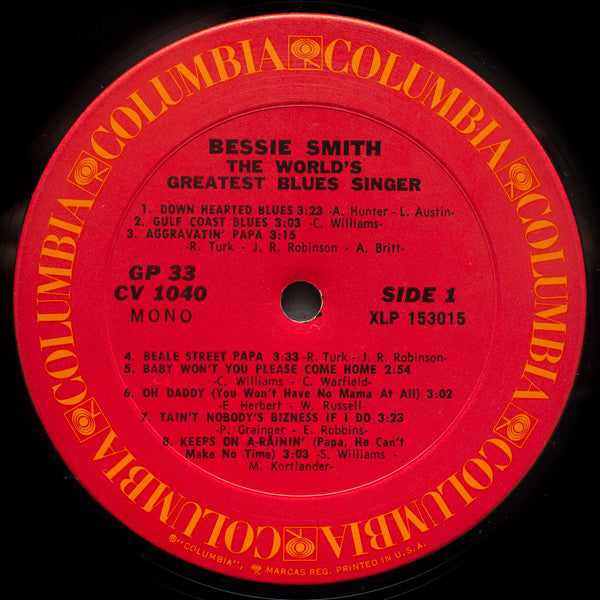 COLUMBIA COLUMBIA COLUMBIA COLUMBIA COLUMBIA COLUMBIA
BESSIE SMITH
THE WORLD'S
GREATEST BLUES SINGER
1. DOWN HEARTED BLUES 3:23 -A. Hunter - L. Austin-
2. GULF COAST BLUES 3:03 -C. Williams-
3. AGGRAVATIN' PAPA 3:15
-R. Turk - J. R. Robinson - A. Britt-
GP 33
CV 1040
MONO
SIDE 1
XLP 153015
4. BEALE STREET PAPA 3:33 -R. Turk - J. R. Robinson-
5. BABY WON'T YOU PLEASE COME HOME 2:54
-C. Williams - C. Warfield-
6. OH DADDY (You Won't Have No Mama At All) 3:02
-E. Herbert - W. Russell-
7. TAIN'T NOBODY'S BIZNESS IF I DO 3:23
-P. Grainger - E. Robbins-
8. KEEPS ON A-RAININ' (Papa, He Can't
Make No Time) 3:03 -S. Williams -
M. Kortlander-
®"COLUMBIA", MARCAS REG. PRINTED IN U.S.A.